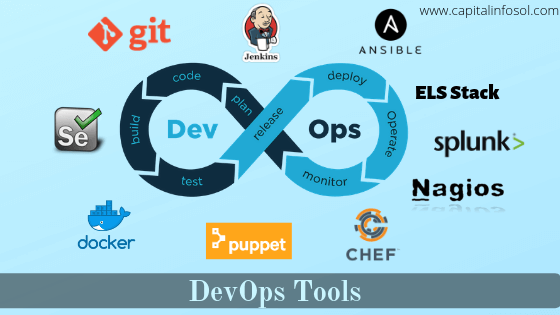 www.capitalinfosol.com
git
Jenkins
ANSIBLE
code
plan
build
test
Dev
release
deploy
Operate
monitor
Ops
ELS Stack
Se
splunk>
Nagios
docker
puppet
CHEF
DevOps Tools